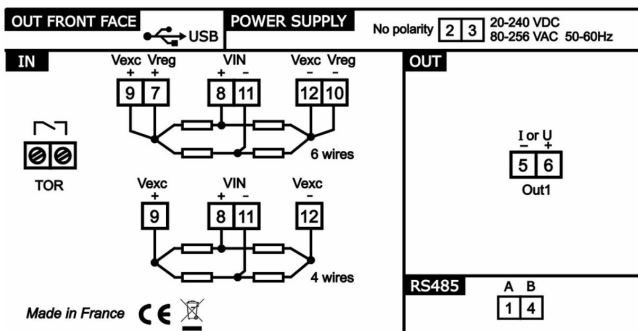 OUT FRONT FACE
USB
POWER SUPPLY
No polarity 2 3 20-240 VDC
80-256 VAC 50-60Hz
IN
Vexc Vreg VIN Vexc Vreg
+ + + - - -
9 7 8 11 12 10
6 wires
TOR
Vexc VIN Vexc
+ + - -
9 8 11 12
4 wires
Made in France CE
OUT
I or U
- +
5 6
Out1
RS485
A B
1 4